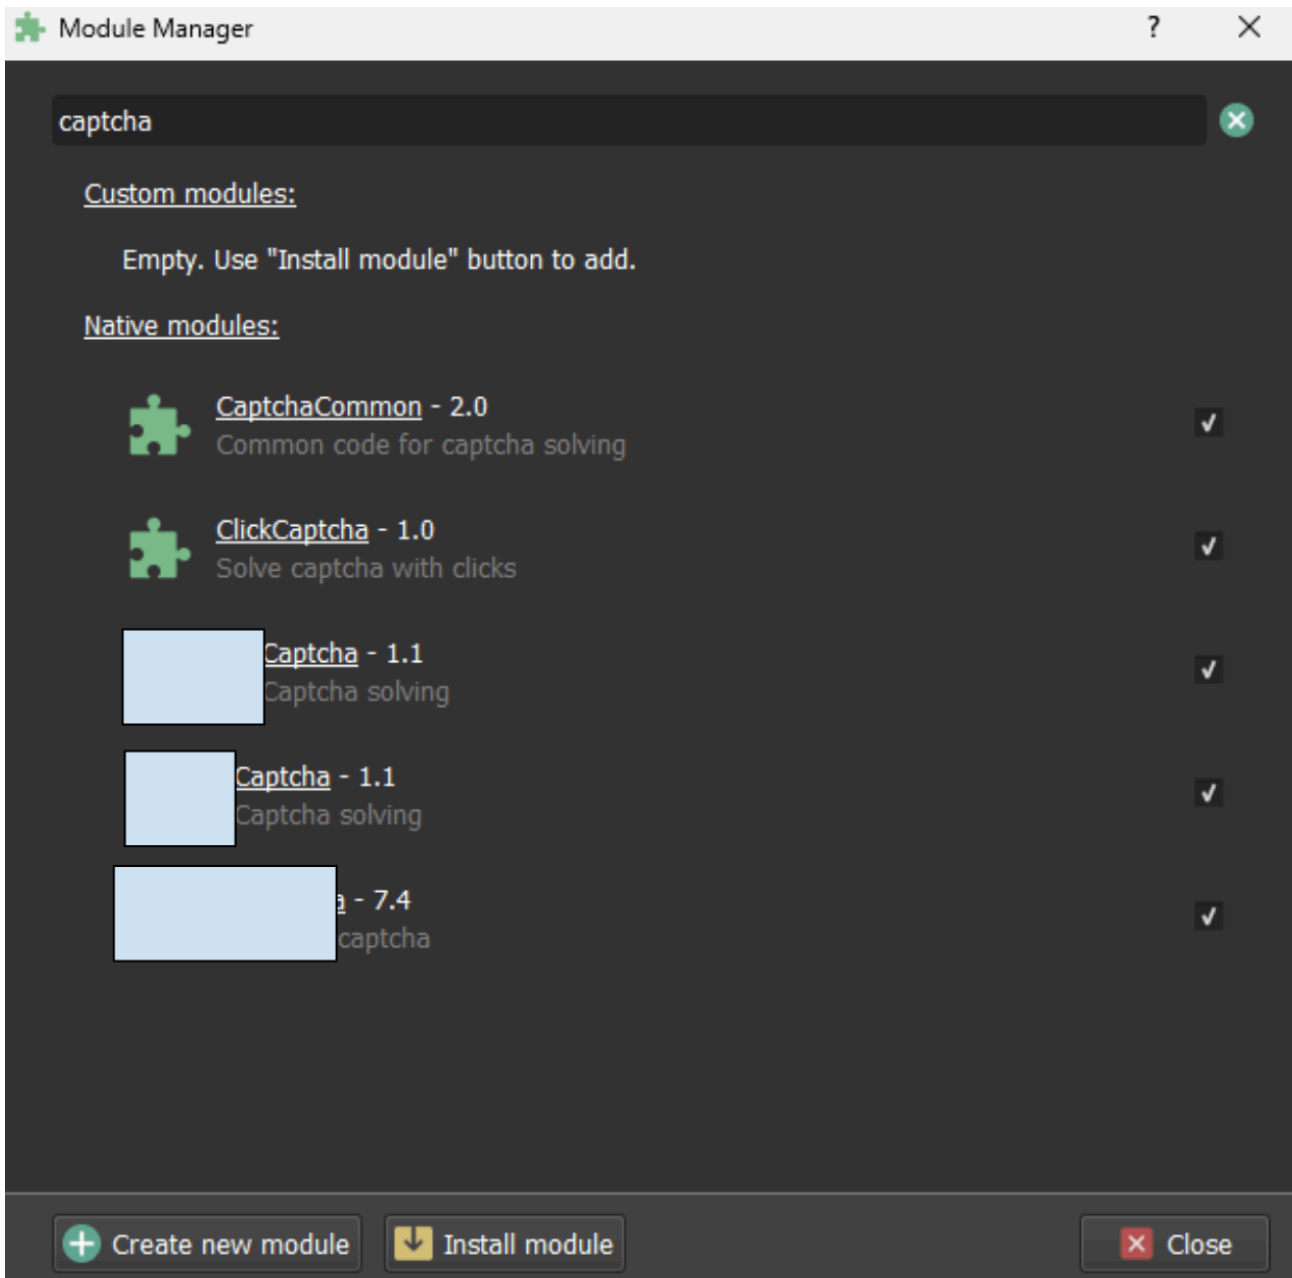 Module Manager ?
captcha
Custom modules:
Empty. Use "Install module" button to add.
Native modules:
CaptchaCommon - 2.0
Common code for captcha solving
ClickCaptcha - 1.0
Solve captcha with clicks
Captcha - 1.1
Captcha solving
Captcha - 1.1
Captcha solving
a - 7.4
captcha
Create new module Install module Close